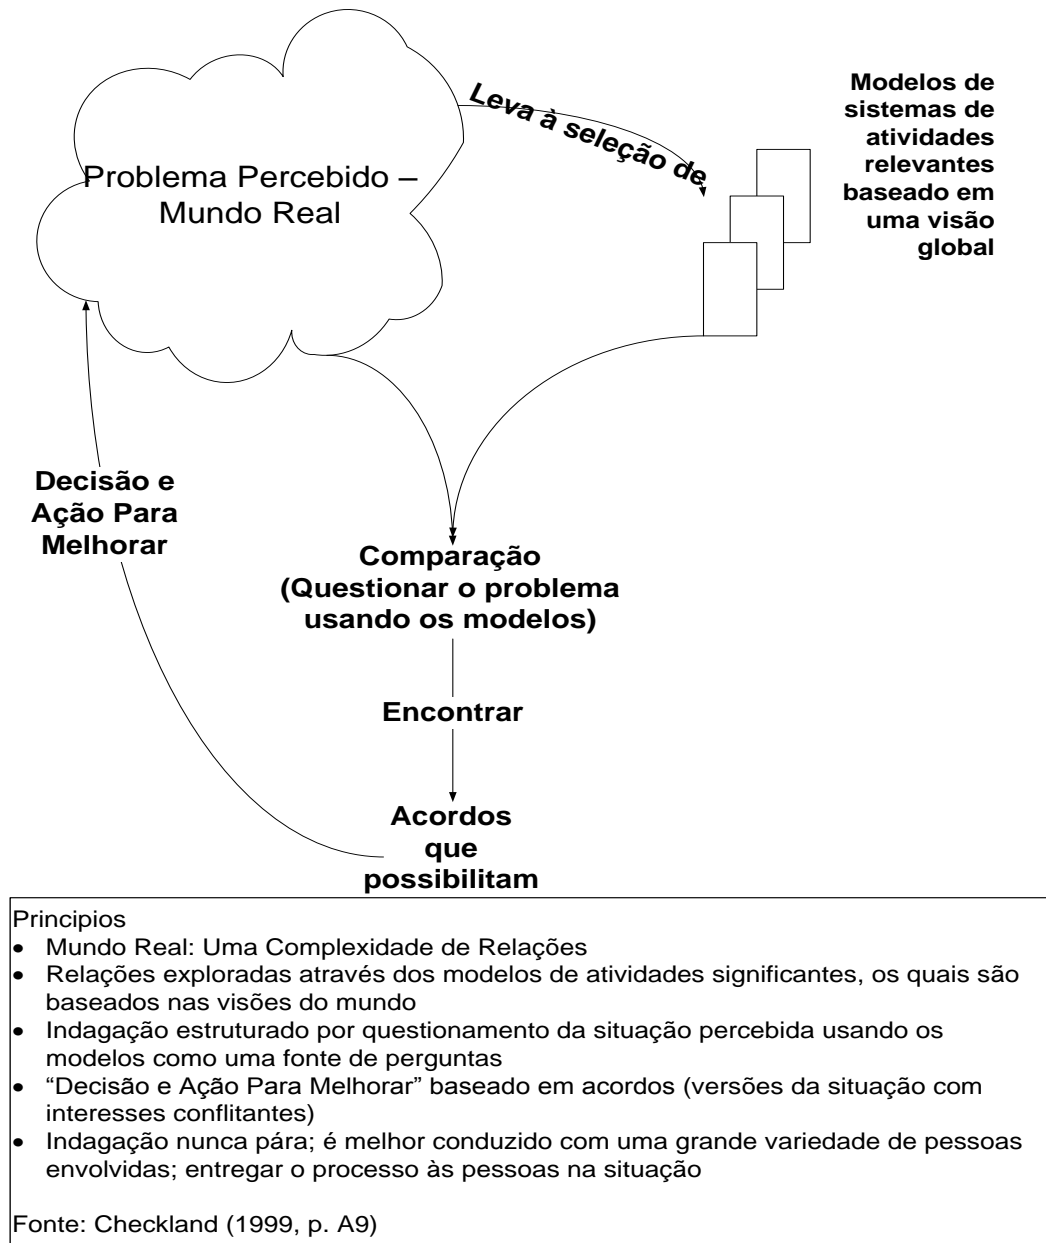 Problema Percebido –
Mundo Real
Leva à seleção de
Modelos de
sistemas de
atividades
relevantes
baseado em
uma visão
global
Decisão e
Ação Para
Melhorar
Comparação
(Questionar o problema
usando os modelos)
Encontrar
Acordos
que
possibilitam
Principios
• Mundo Real: Uma Complexidade de Relações
• Relações exploradas através dos modelos de atividades significantes, os quais são
baseados nas visões do mundo
• Indagação estruturado por questionamento da situação percebida usando os
modelos como uma fonte de perguntas
• “Decisão e Ação Para Melhorar” baseado em acordos (versões da situação com
interesses conflitantes)
• Indagação nunca pára; é melhor conduzido com uma grande variedade de pessoas
envolvidas; entregar o processo às pessoas na situação
Fonte: Checkland (1999, p. A9)